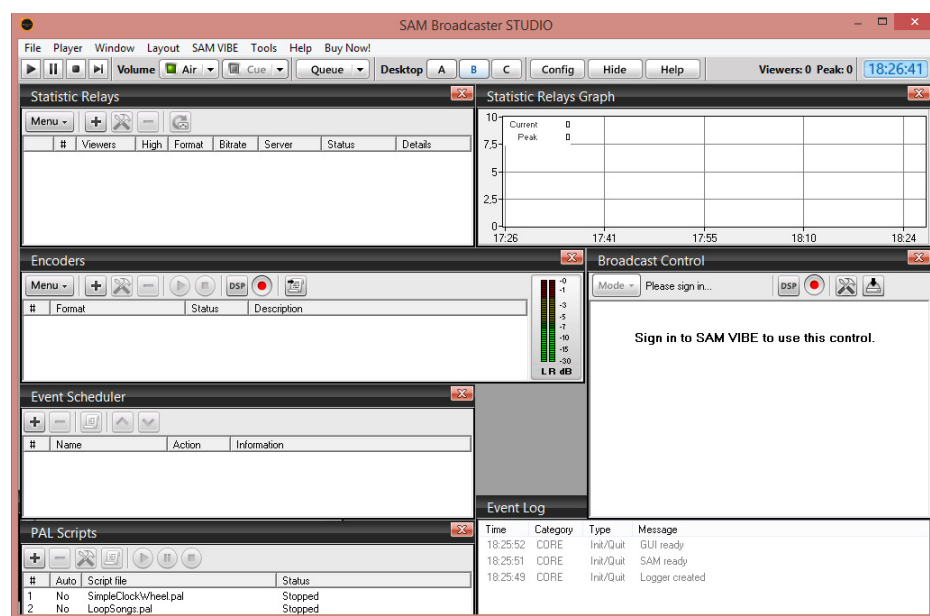 SAM Broadcaster STUDIO
File Player Window Layout SAM VIBE Tools Help Buy Now!
Volume Air Cue Queue Desktop A B C Config Hide Help Viewers: 0 Peak: 0 18:26:41
Statistic Relays
Menu
# Viewers High Format Bitrate Server Status Details
Statistic Relays Graph
Current 0
Peak 0
10
7,5
5
2,5
0
17:26 17:41 17:55 18:10 18:24
Encoders
Menu DSP
# Format Status Description
-0
-1
-3
-5
-7
-10
-15
-30
L R dB
Broadcast Control
Mode Please sign in... DSP
Sign in to SAM VIBE to use this control.
Event Scheduler
# Name Action Information
PAL Scripts
# Auto Script file Status
1 No SimpleClockWheel.pal Stopped
2 No LoopSongs.pal Stopped
Event Log
Time Category Type Message
18:25:52 CORE Init/Quit GUI ready
18:25:51 CORE Init/Quit SAM ready
18:25:49 CORE Init/Quit Logger created